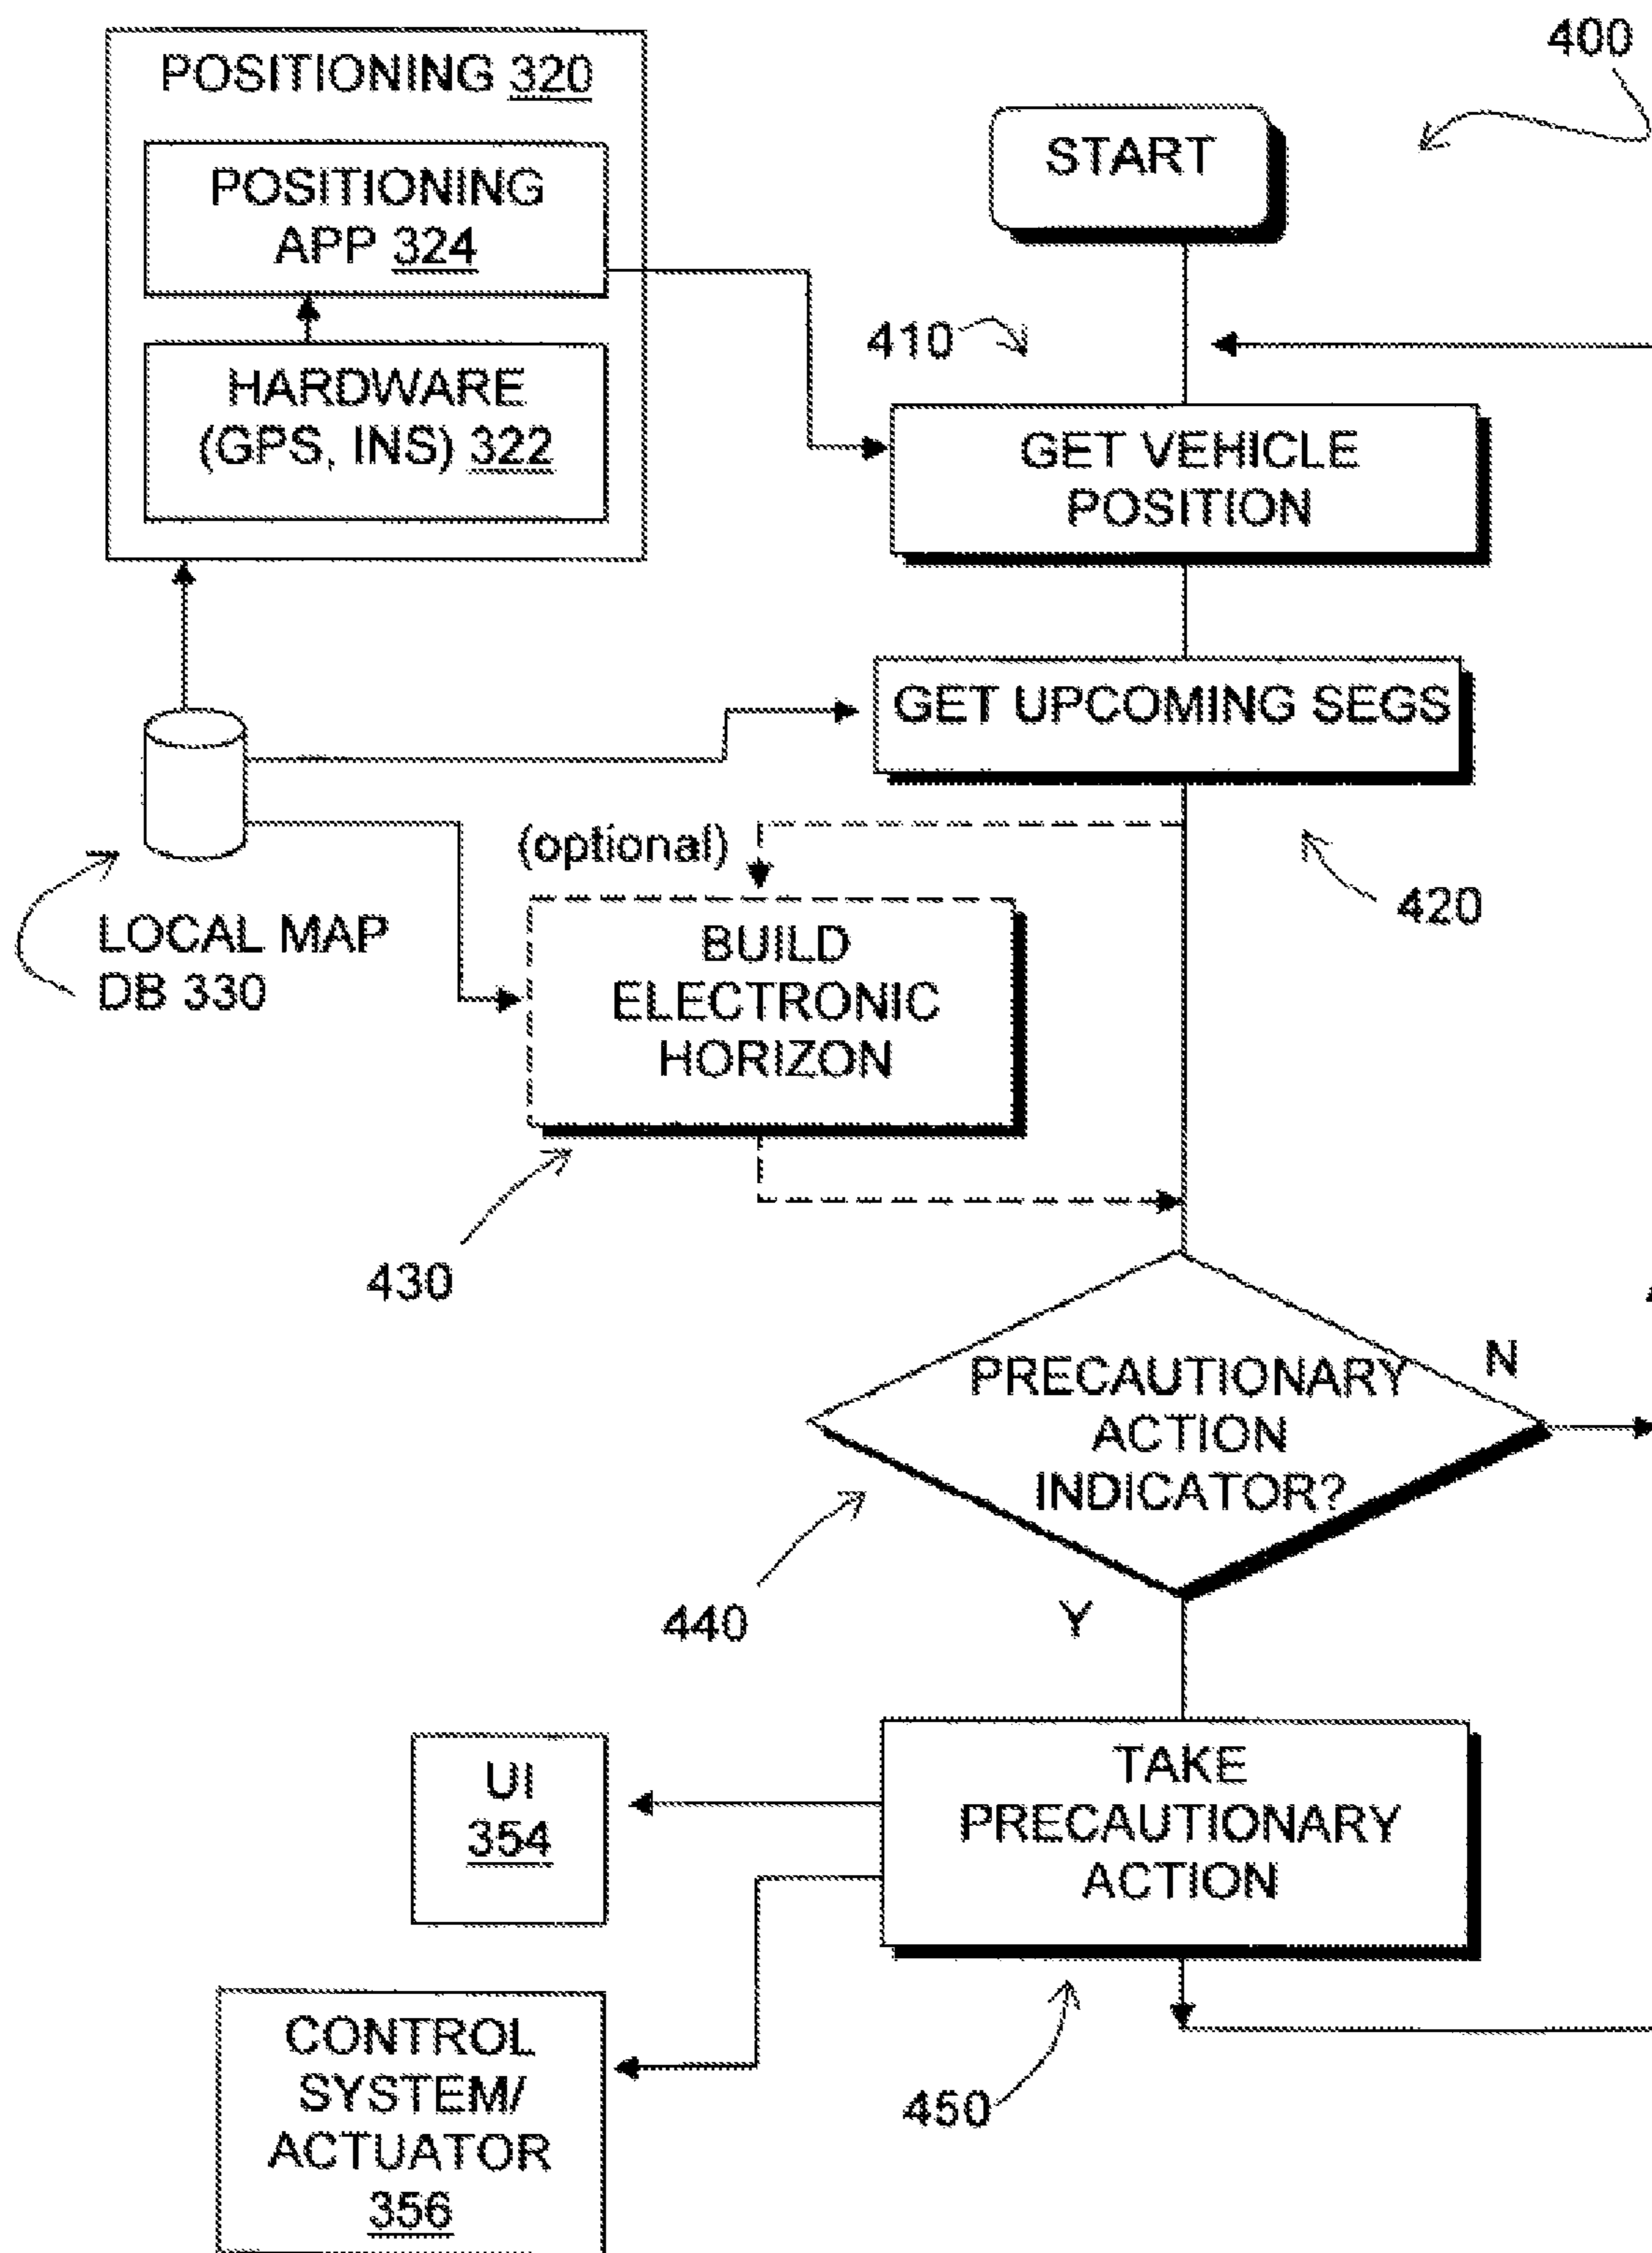 400
POSITIONING 320
POSITIONING
APP 324
HARDWARE
(GPS, INS) 322
START
410
GET VEHICLE
POSITION
GET UPCOMING SEGS
420
(optional)
LOCAL MAP
DB 330
BUILD
ELECTRONIC
HORIZON
430
PRECAUTIONARY
ACTION
INDICATOR?
N
440
Y
TAKE
PRECAUTIONARY
ACTION
UI
354
450
CONTROL
SYSTEM/
ACTUATOR
356